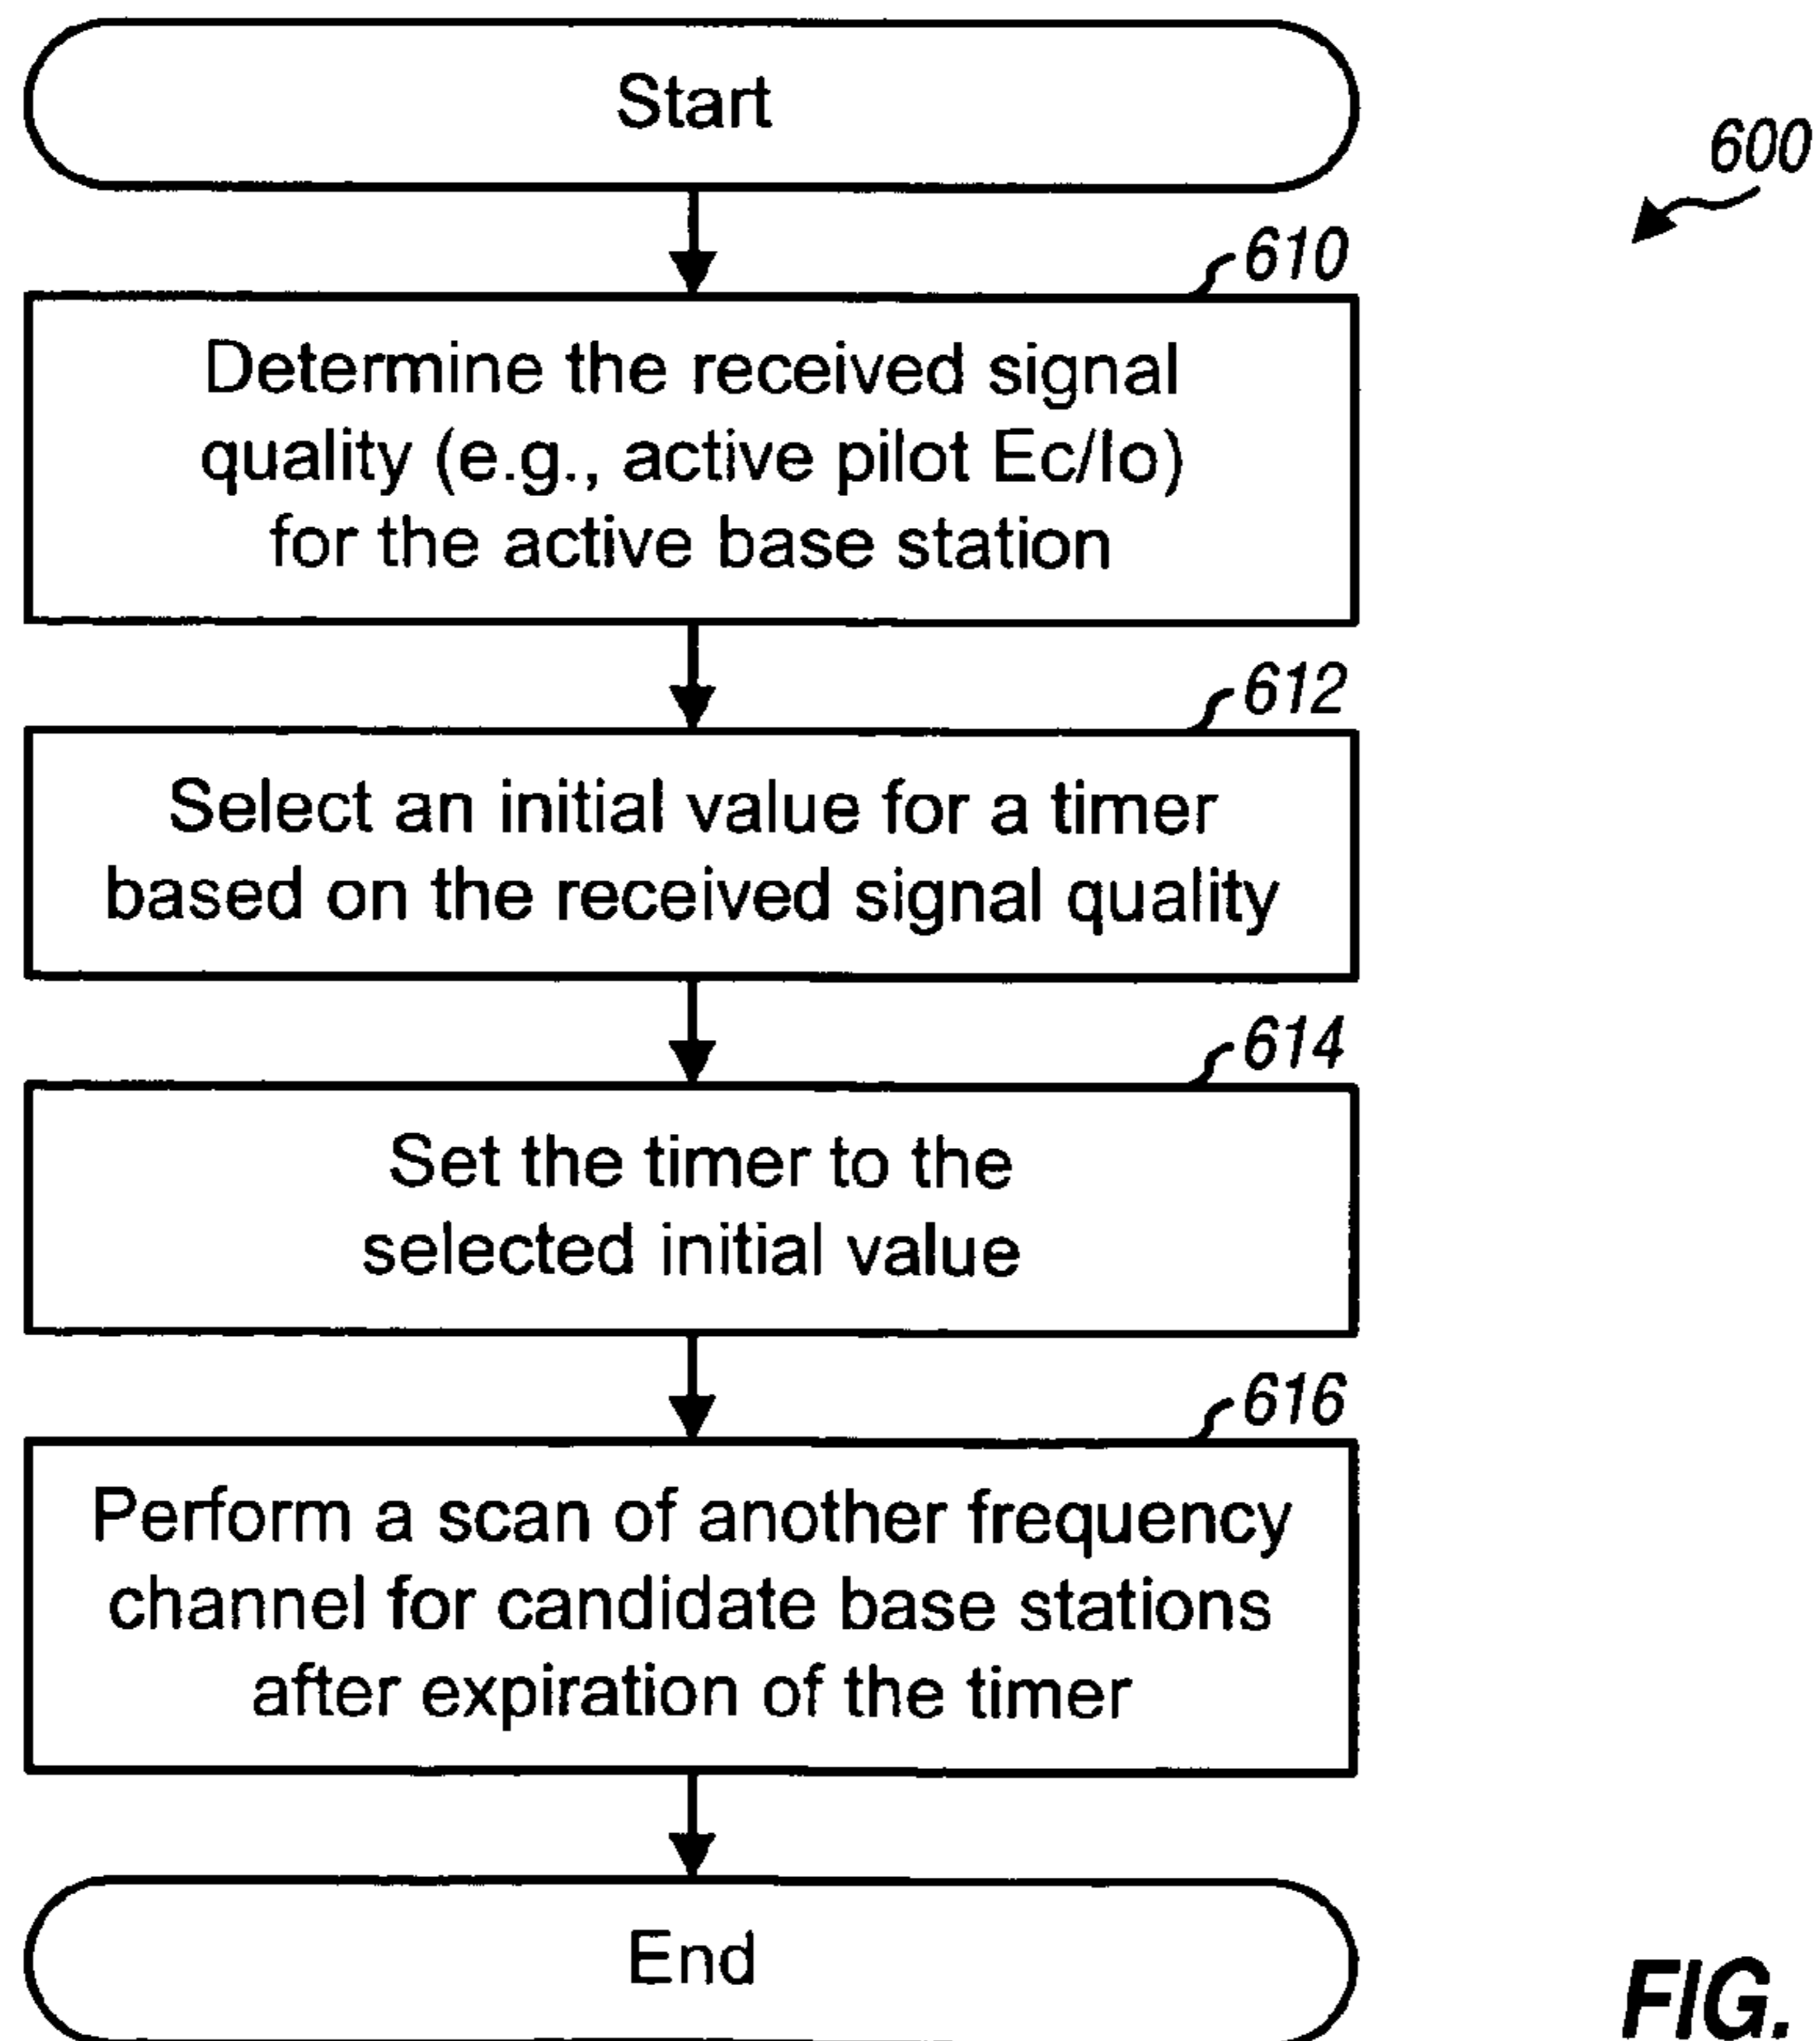 Start
600
610
Determine the received signal
quality (e.g., active pilot Ec/Io)
for the active base station
612
Select an initial value for a timer
based on the received signal quality
614
Set the timer to the
selected initial value
616
Perform a scan of another frequency
channel for candidate base stations
after expiration of the timer
End
FIG.